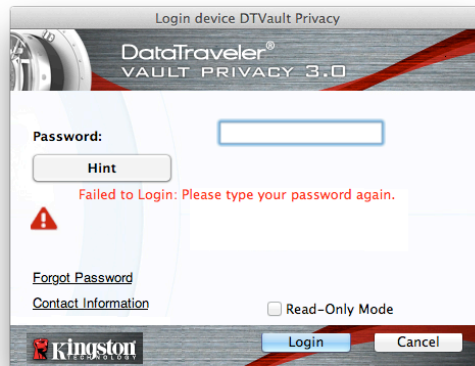 Login device DTVault Privacy
DataTraveler®
VAULT PRIVACY 3.0
Password:
Hint
Failed to Login: Please type your password again.
Forgot Password
Contact Information
Read-Only Mode
Kingston
TECHNOLOGY
Login
Cancel